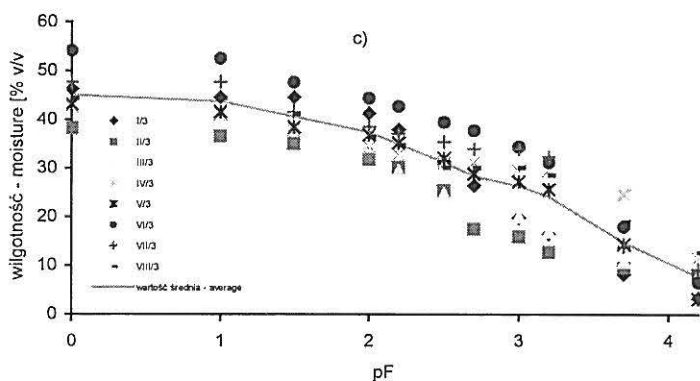 60
c)
50
40
30
20
10
0
wilgotność - moisture [% v/v
I/3
II/3
III/3
IV/3
V/3
VI/3
VII/3
VIII/3
wartość średnia - average
0
1
2
3
4
pF